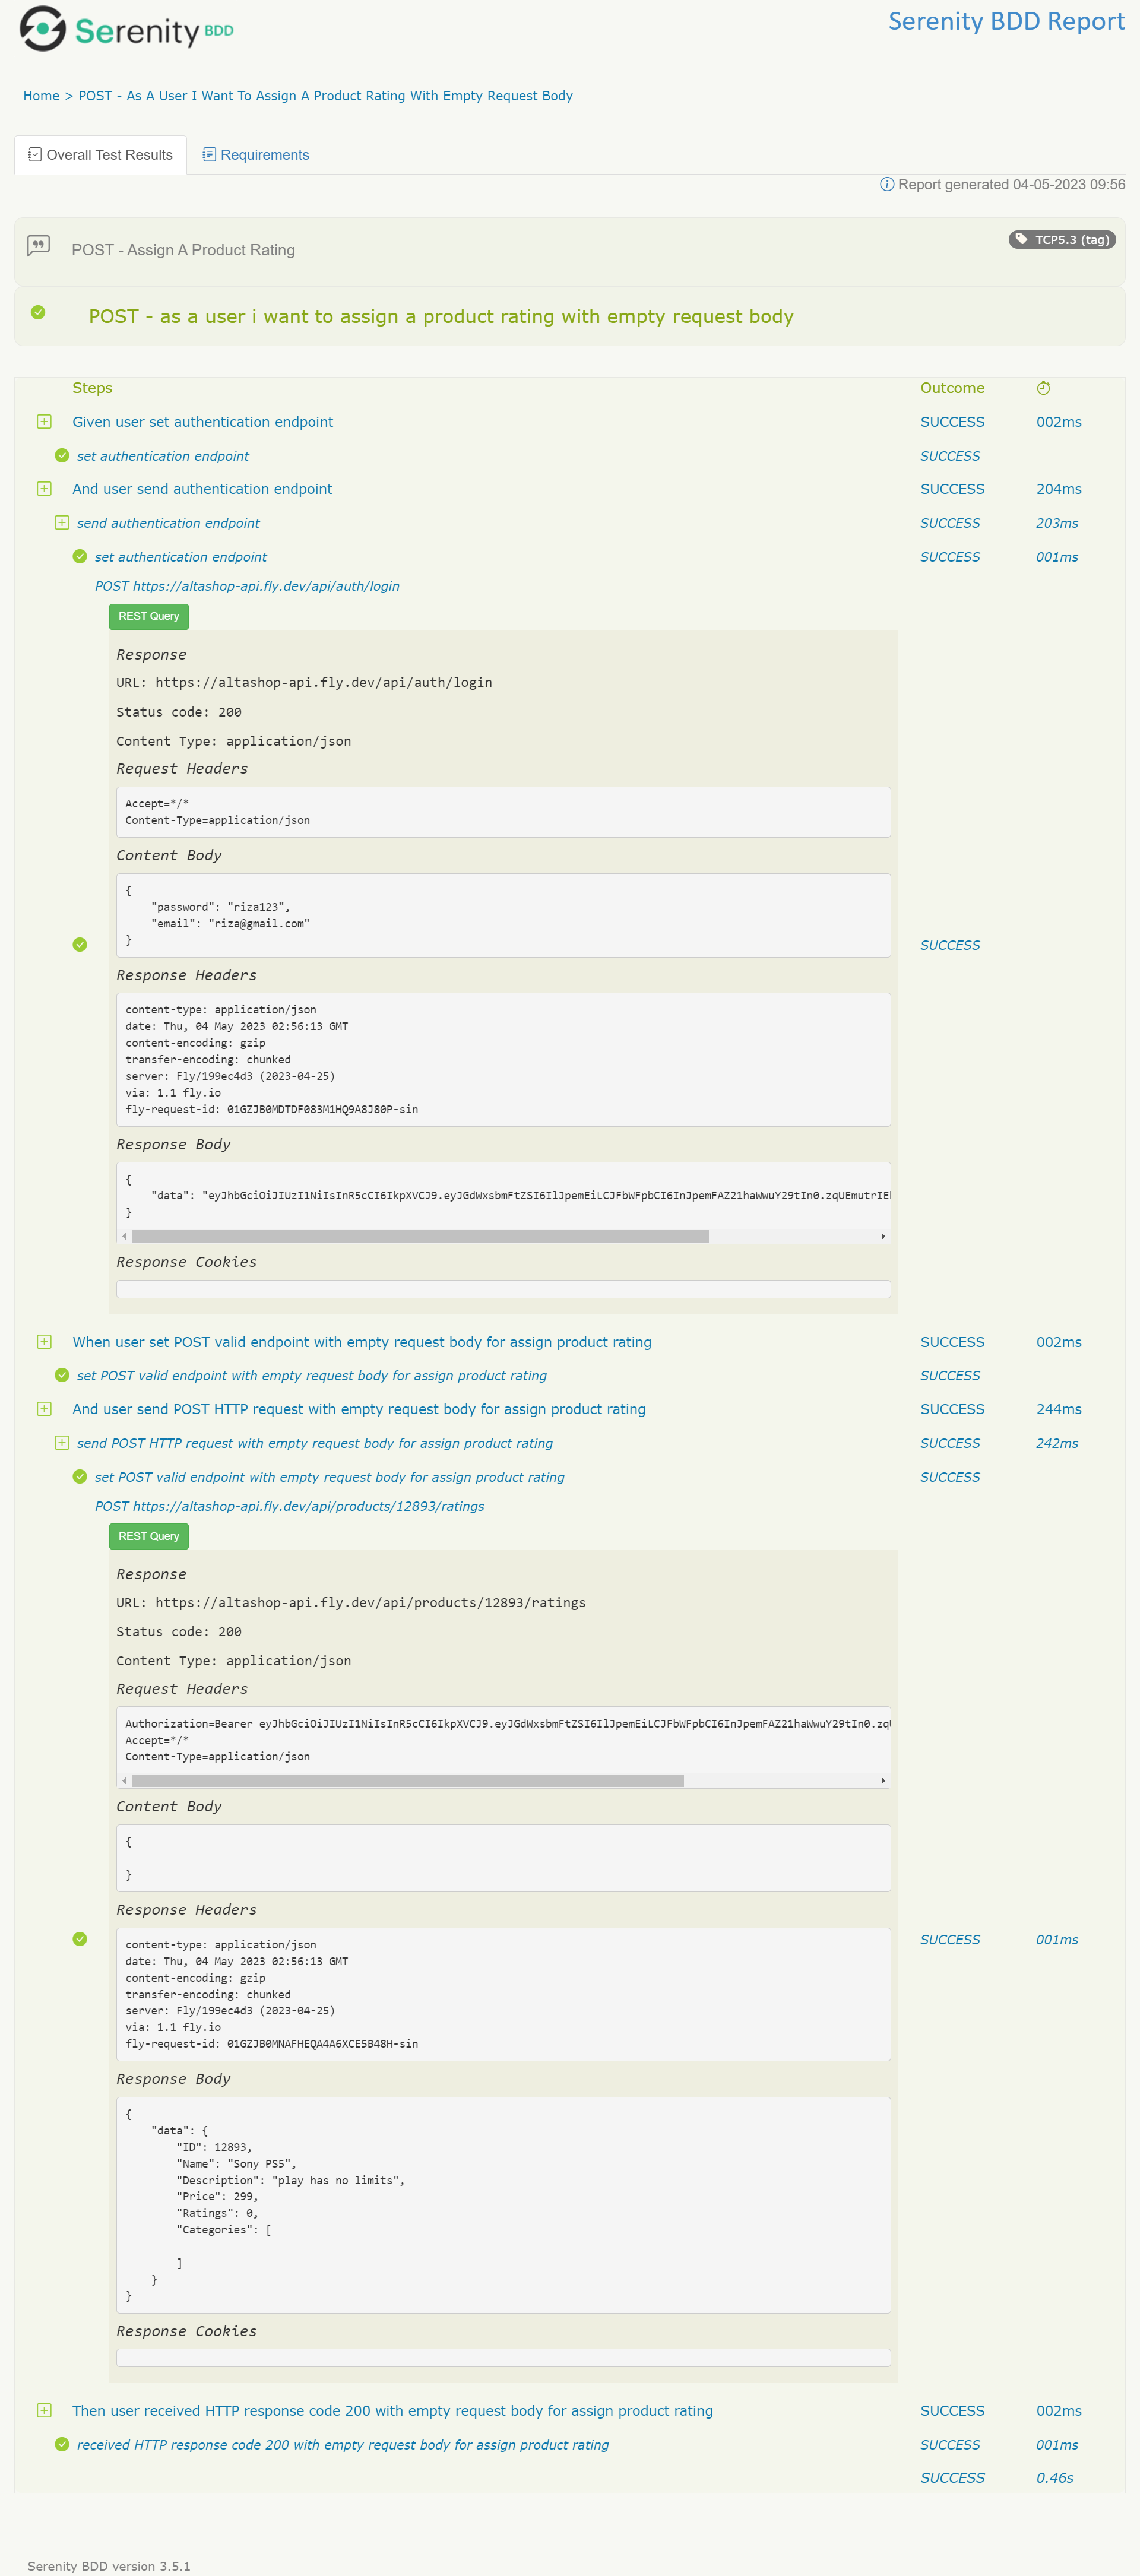 Serenity BDD
Serenity BDD Report
Home > POST - As A User I Want To Assign A Product Rating With Empty Request Body
Overall Test Results
Requirements
Report generated 04-05-2023 09:56
POST - Assign A Product Rating
TCP5.3 (tag)
POST - as a user i want to assign a product rating with empty request body
Steps Outcome
Given user set authentication endpoint SUCCESS 002ms
set authentication endpoint SUCCESS
And user send authentication endpoint SUCCESS 204ms
send authentication endpoint SUCCESS 203ms
set authentication endpoint SUCCESS 001ms
POST https://altashop-api.fly.dev/api/auth/login
REST Query
Response
URL: https://altashop-api.fly.dev/api/auth/login
Status code: 200
Content Type: application/json
Request Headers
Accept=*/*
Content-Type=application/json
Content Body
{
"password": "riza123",
"email": "riza@gmail.com"
}
SUCCESS
Response Headers
content-type: application/json
date: Thu, 04 May 2023 02:56:13 GMT
content-encoding: gzip
transfer-encoding: chunked
server: Fly/199ec4d3 (2023-04-25)
via: 1.1 fly.io
fly-request-id: 01GZJB0MDTDF083M1HQ9A8J80P-sin
Response Body
{
"data": "eyJhbGciOiJIUzI1NiIsInR5cCI6IkpXVCJ9.eyJGdWxsbmFtZSI6IlJpemEiLCJFbWFpbCI6InJpemFAZ21haWwuY29tIn0.zqUEmutrIE
}
Response Cookies
When user set POST valid endpoint with empty request body for assign product rating SUCCESS 002ms
set POST valid endpoint with empty request body for assign product rating SUCCESS
And user send POST HTTP request with empty request body for assign product rating SUCCESS 244ms
send POST HTTP request with empty request body for assign product rating SUCCESS 242ms
set POST valid endpoint with empty request body for assign product rating SUCCESS
POST https://altashop-api.fly.dev/api/products/12893/ratings
REST Query
Response
URL: https://altashop-api.fly.dev/api/products/12893/ratings
Status code: 200
Content Type: application/json
Request Headers
Authorization=Bearer eyJhbGciOiJIUzI1NiIsInR5cCI6IkpXVCJ9.eyJGdWxsbmFtZSI6IlJpemEiLCJFbWFpbCI6InJpemFAZ21haWwuY29tIn0.zq
Accept=*/*
Content-Type=application/json
Content Body
{
}
Response Headers
SUCCESS 001ms
content-type: application/json
date: Thu, 04 May 2023 02:56:13 GMT
content-encoding: gzip
transfer-encoding: chunked
server: Fly/199ec4d3 (2023-04-25)
via: 1.1 fly.io
fly-request-id: 01GZJB0MNAFHEQA4A6XCE5B48H-sin
Response Body
{
"data": {
"ID": 12893,
"Name": "Sony PS5",
"Description": "play has no limits",
"Price": 299,
"Ratings": 0,
"Categories": [
]
}
}
Response Cookies
Then user received HTTP response code 200 with empty request body for assign product rating SUCCESS 002ms
received HTTP response code 200 with empty request body for assign product rating SUCCESS 001ms
SUCCESS 0.46s
Serenity BDD version 3.5.1